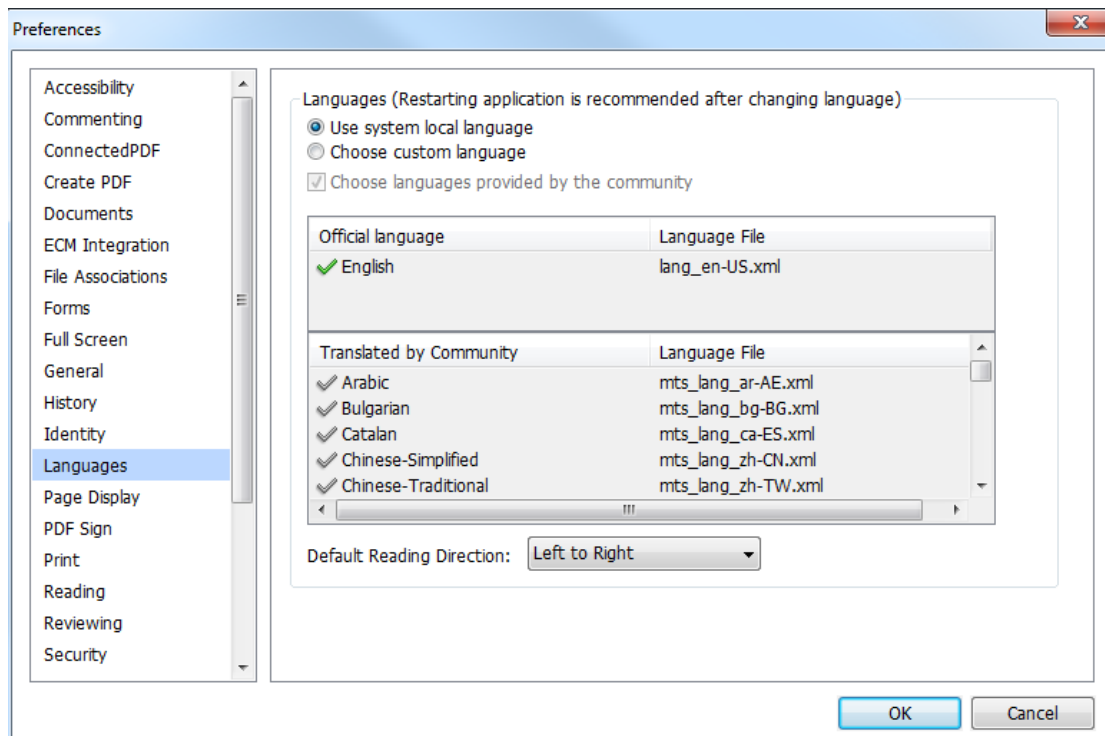 Preferences
Accessibility
Commenting
ConnectedPDF
Create PDF
Documents
ECM Integration
File Associations
Forms
Full Screen
General
History
Identity
Languages
Page Display
PDF Sign
Print
Reading
Reviewing
Security
Languages (Restarting application is recommended after changing language)
Use system local language
Choose custom language
Choose languages provided by the community
Official language Language File
English lang_en-US.xml
Translated by Community Language File
Arabic mts_lang_ar-AE.xml
Bulgarian mts_lang_bg-BG.xml
Catalan mts_lang_ca-ES.xml
Chinese-Simplified mts_lang_zh-CN.xml
Chinese-Traditional mts_lang_zh-TW.xml
Default Reading Direction: Left to Right
OK Cancel